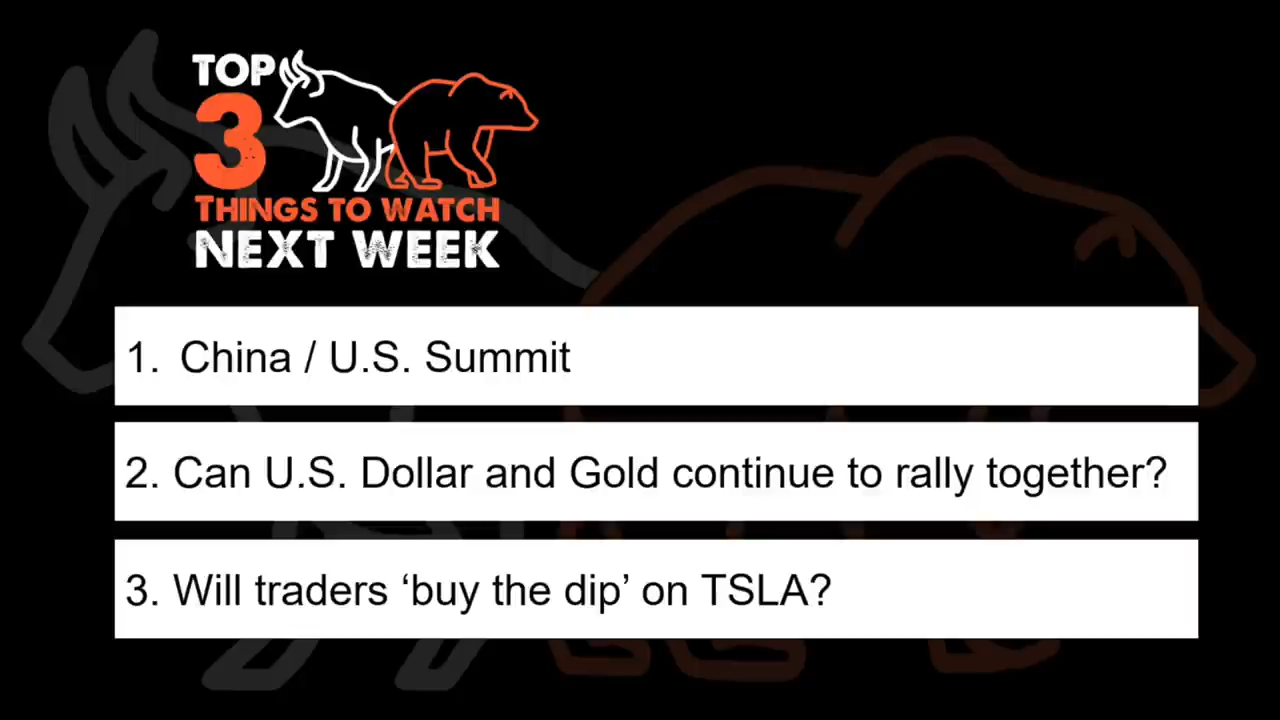 TOP
3
THINGS TO WATCH
NEXT WEEK
1. China / U.S. Summit
2. Can U.S. Dollar and Gold continue to rally together?
3. Will traders ‘buy the dip’ on TSLA?